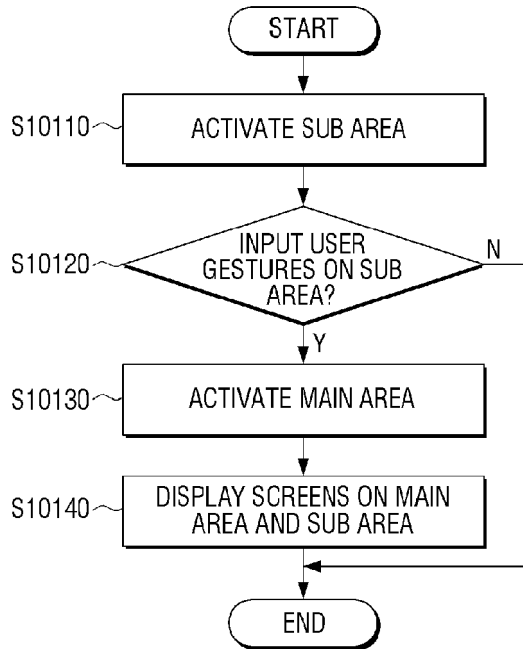 START
S10110
ACTIVATE SUB AREA
S10120
INPUT USER
GESTURES ON SUB
AREA?
N
Y
S10130
ACTIVATE MAIN AREA
S10140
DISPLAY SCREENS ON MAIN
AREA AND SUB AREA
END